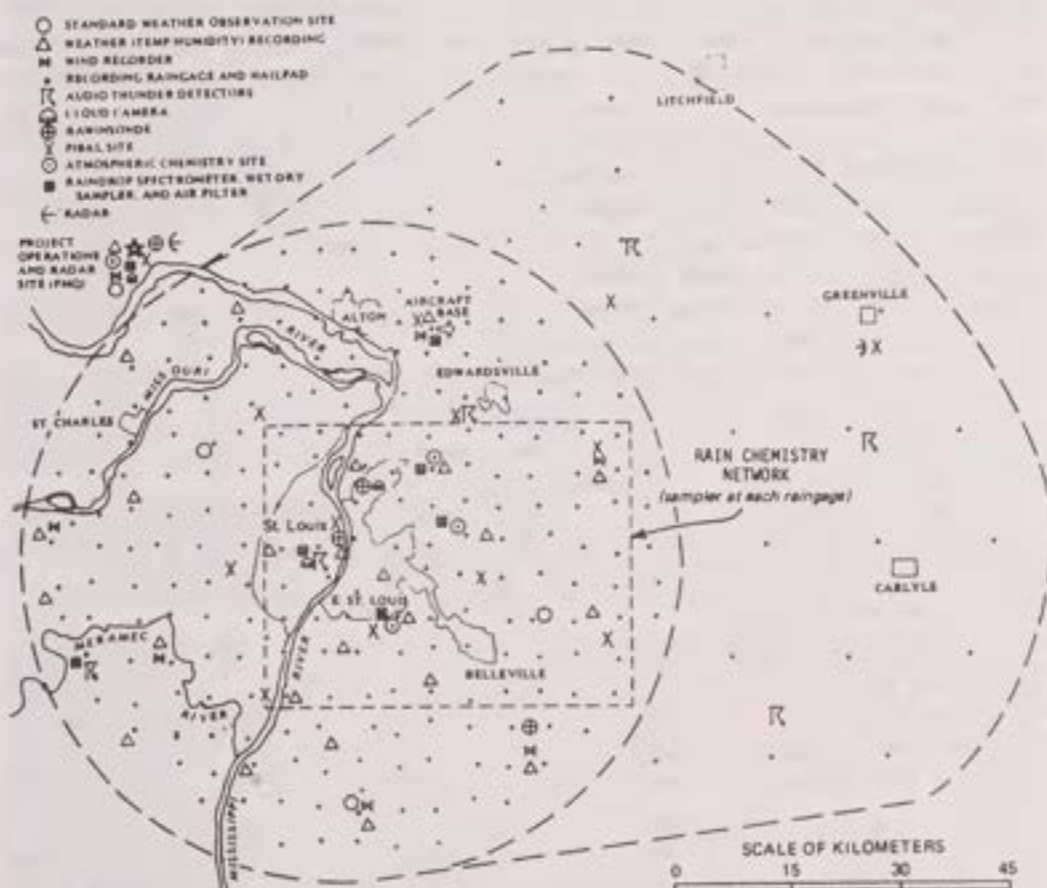 STANDARD WEATHER OBSERVATION SITE
WEATHER (TEMP HUMIDITY) RECORDING
WIND RECORDER
RECORDING RAINGAGE AND HAILPAD
AUDIO THUNDER DETECTORS
CLOUD CAMERA
RAWINSONDE
PIBAL SITE
ATMOSPHERIC CHEMISTRY SITE
RAINDROP SPECTROMETER, WET DRY
SAMPLER, AND AIR FILTER
RADAR
PROJECT
OPERATIONS
AND RADAR
SITE (PMQ)
LITCHFIELD
ALTON
AIRCRAFT
BASE
GREENVILLE
RIVER
MISSOURI
EDWARDSVILLE
ST. CHARLES
RAIN CHEMISTRY
NETWORK
(sampler at each raingage)
St. Louis
CARLYLE
E. ST. LOUIS
MERAMEC
RIVER
BELLEVILLE
RIVER
MISSISSIPPI
SCALE OF KILOMETERS
0 15 30 45